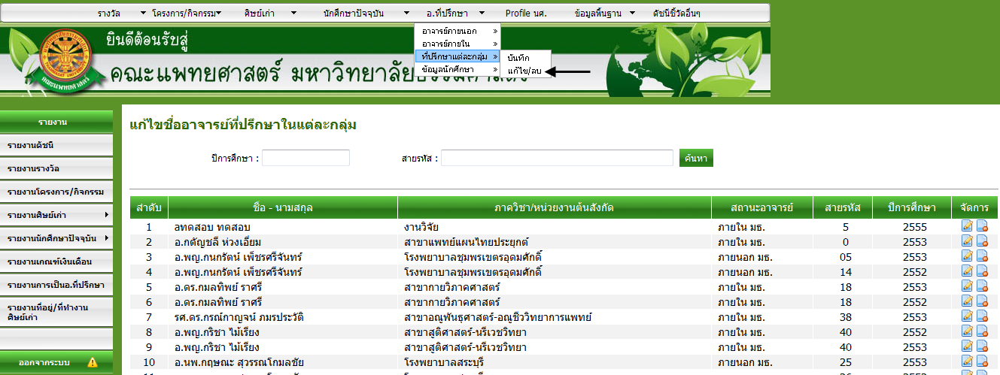 รางวัล โครงการ/กิจกรรม ศิษย์เก่า นักศึกษาปัจจุบัน อ.ที่ปรึกษา Profile นศ. ข้อมูลพื้นฐาน ดัชนีชี้วัดอื่นๆ
อาจารย์ภายนอก »
อาจารย์ภายใน »
ที่ปรึกษาแต่ละกลุ่ม »
ข้อมูลนักศึกษา »
บันทึก
แก้ไข/ลบ
ยินดีต้อนรับสู่
คณะแพทยศาสตร์ มหาวิทยาลัยธรรมศาสตร์
รายงาน
รายงานดัชนี
รายงานรางวัล
รายงานโครงการ/กิจกรรม
รายงานศิษย์เก่า
รายงานนักศึกษาปัจจุบัน
รายงานเกณฑ์เงินเดือน
รายงานการเป็นอ.ที่ปรึกษา
รายงานที่อยู่/ที่ทำงาน
ศิษย์เก่า
ออกจากระบบ
แก้ไขชื่ออาจารย์ที่ปรึกษาในแต่ละกลุ่ม
ปีการศึกษา : สายรหัส : ค้นหา
ลำดับ ชื่อ - นามสกุล ภาควิชา/หน่วยงานต้นสังกัด สถานะอาจารย์ สายรหัส ปีการศึกษา จัดการ
1 ลทดสอบ ทดสอบ งานวิจัย ภายใน มธ. 5 2555
2 อ.กตัญชลี ห่วงเอี่ยม สาขาแพทย์แผนไทยประยุกต์ ภายใน มธ. 0 2553
3 อ.พญ.กนกรัตน์ เพ็ชรศรีจันทร์ โรงพยาบาลชุมพรเขตรอุดมศักดิ์ ภายนอก มธ. 05 2553
4 อ.พญ.กนกรัตน์ เพ็ชรศรีจันทร์ โรงพยาบาลชุมพรเขตรอุดมศักดิ์ ภายนอก มธ. 14 2552
5 อ.ดร.กมลทิพย์ ราศรี สาขากายวิภาคศาสตร์ ภายใน มธ. 18 2553
6 อ.ดร.กมลทิพย์ ราศรี สาขากายวิภาคศาสตร์ ภายใน มธ. 18 2552
7 รศ.ดร.กรณ์กาญจน์ ภมรประวัติ สาขาอณูพันธุศาสตร์-อณูชีววิทยาการแพทย์ ภายใน มธ. 38 2553
8 อ.พญ.กริชา ไม้เรียง สาขาสูติศาสตร์-นรีเวชวิทยา ภายใน มธ. 40 2552
9 อ.พญ.กริชา ไม้เรียง สาขาสูติศาสตร์-นรีเวชวิทยา ภายใน มธ. 40 2553
10 อ.นพ.กฤษณะ สุวรรณโกมลชัย โรงพยาบาลสระบุรี ภายนอก มธ. 25 2553